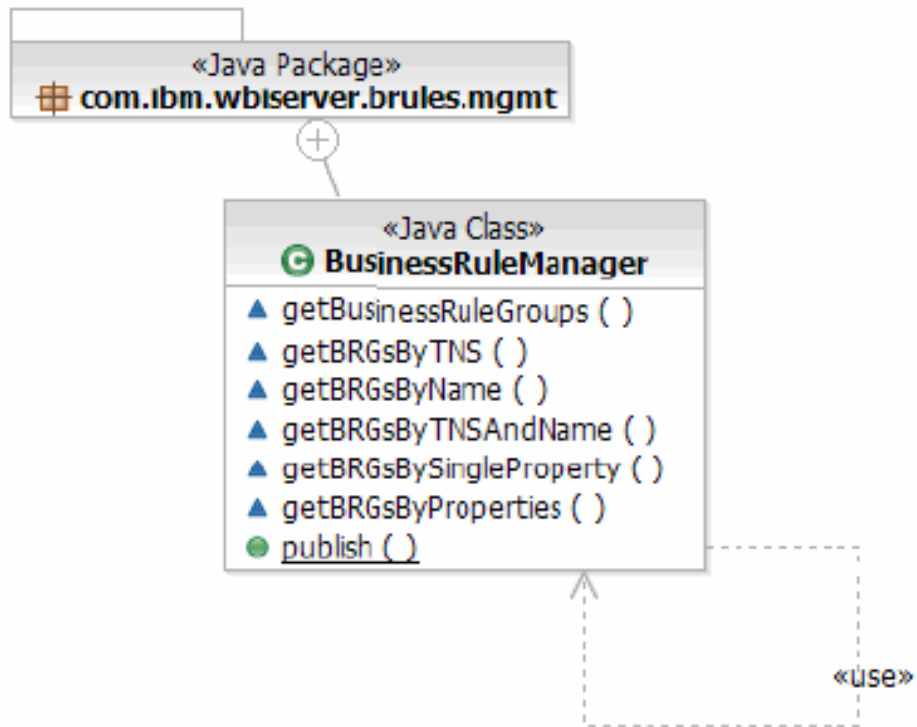 «Java Package»
com.ibm.wbiserver.brules.mgmt
«Java Class»
BusinessRuleManager
getBusinessRuleGroups ( )
getBRGsByTNS ( )
getBRGsByName ( )
getBRGsByTNSAndName ( )
getBRGsBySingleProperty ( )
getBRGsByProperties ( )
publish ( )
«use»